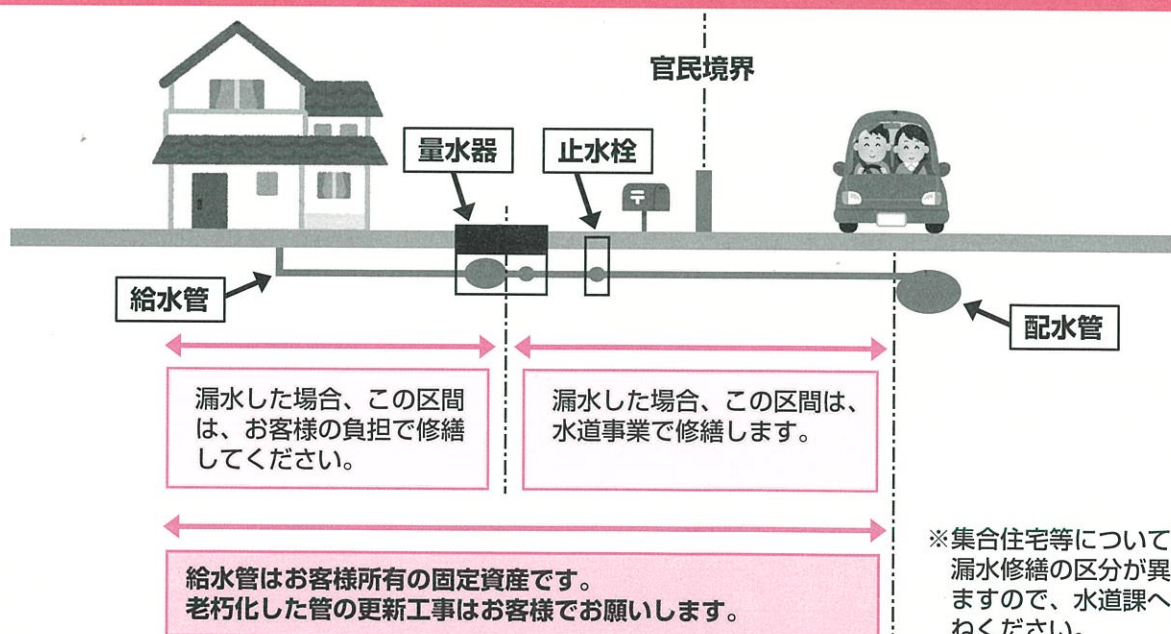 官民境界
量水器
止水栓
〒
給水管
配水管
漏水した場合、この区間
は、お客様の負担で修繕
してください。
漏水した場合、この区間は、
水道事業で修繕します。
給水管はお客様所有の固定資産です。
老朽化した管の更新工事はお客様でお願いします。
※集合住宅等について
漏水修繕の区分が異
ますので、水道課へ
ねください。